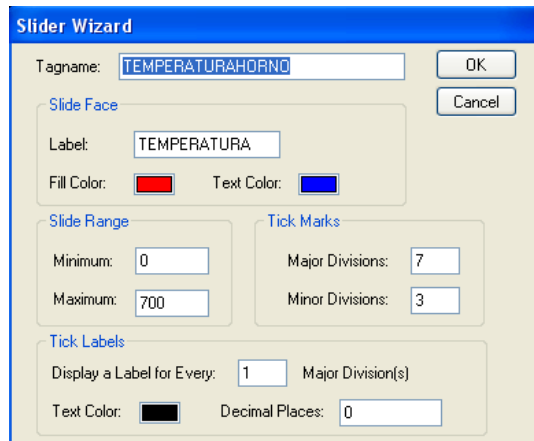 Slider Wizard
Tagname: TEMPERATURAHORNO OK
Cancel
Slide Face
Label: TEMPERATURA
Fill Color: Text Color:
Slide Range Tick Marks
Minimum: 0 Major Divisions: 7
Maximum: 700 Minor Divisions: 3
Tick Labels
Display a Label for Every: 1 Major Division(s)
Text Color: Decimal Places: 0